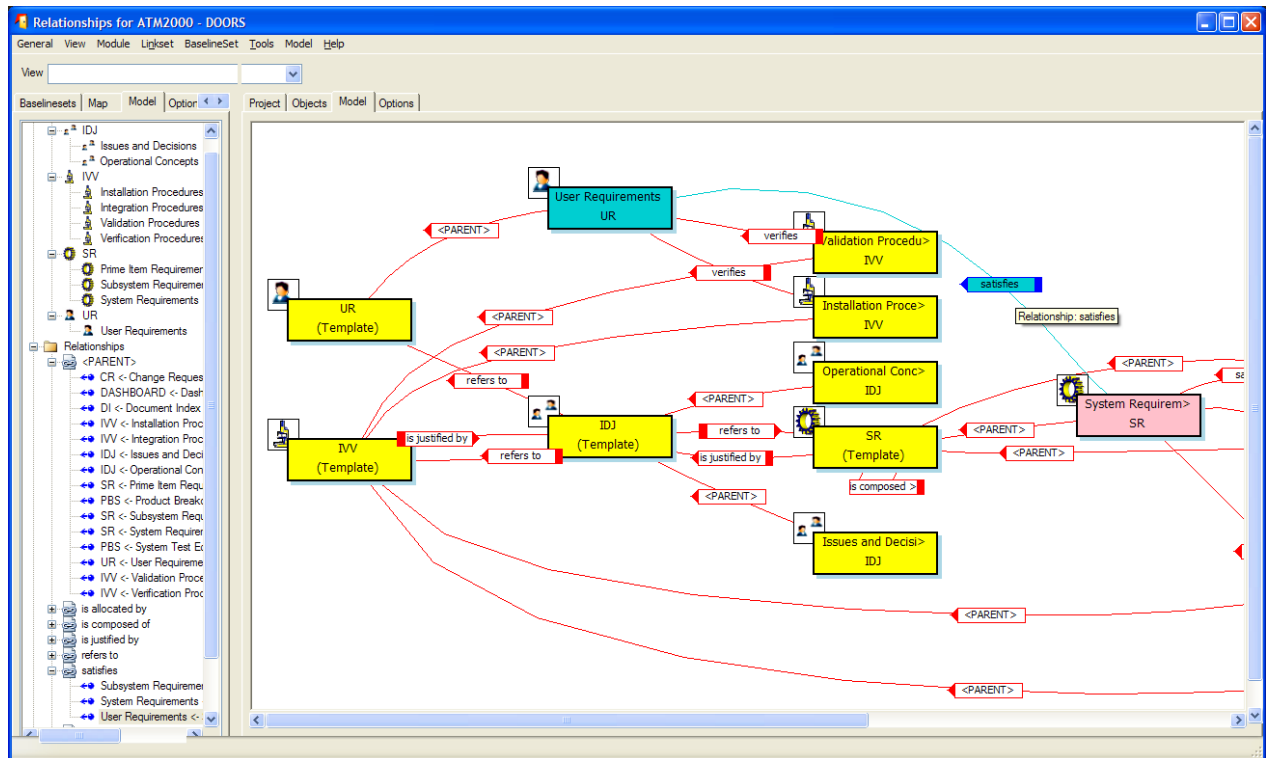 Relationships for ATM2000 - DOORS
General View Module Linkset BaselineSet Tools Model Help
View
Baselinesets Map Model Option
Project Objects Model Options
IDJ
Issues and Decisions
Operational Concepts
IVV
Installation Procedures
Integration Procedures
Validation Procedures
Verification Procedures
SR
Prime Item Requiremer
Subsystem Requiremer
System Requirements
UR
User Requirements
Relationships
<PARENT>
CR <- Change Reques
DASHBOARD <- Dash
DI <- Document Index
IVV <- Installation Proc
IVV <- Integration Proc
IDJ <- Issues and Deci
IDJ <- Operational Con
SR <- Prime Item Requ
PBS <- Product Breako
SR <- Subsystem Requ
SR <- System Requirer
PBS <- System Test Ec
UR <- User Requireme
IVV <- Validation Proce
IVV <- Verification Proc
is allocated by
is composed of
is justified by
refers to
satisfies
Subsystem Requiremer
System Requirements
User Requirements <-
User Requirements
UR
<PARENT>
verifies
Validation Procedu>
IVV
verifies
satisfies
UR
(Template)
Installation Proce>
IVV
Relationship: satisfies
<PARENT>
<PARENT>
refers to
Operational Conc>
IDJ
<PARENT>
<PARENT>
sa
System Requirem>
SR
IDJ
(Template)
refers to
SR
(Template)
<PARENT>
is justified by
IVV
(Template)
refers to
is justified by
<PARENT>
is composed >
<PARENT>
Issues and Decisi>
IDJ
<PARENT>
<PARENT>